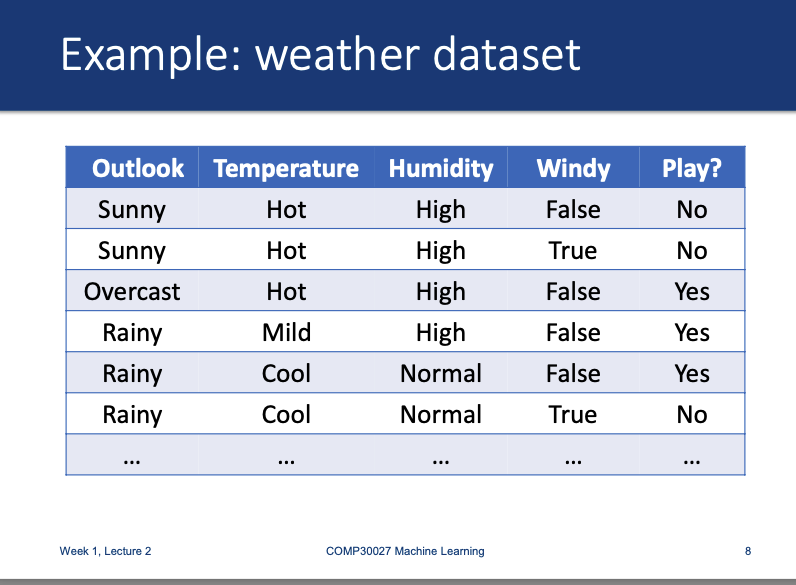 Example: weather dataset
Outlook Temperature Humidity Windy Play?
Sunny Hot High False No
Sunny Hot High True No
Overcast Hot High False Yes
Rainy Mild High False Yes
Rainy Cool Normal False Yes
Rainy Cool Normal True No
... ... ... ... ...
Week 1, Lecture 2 COMP30027 Machine Learning 8